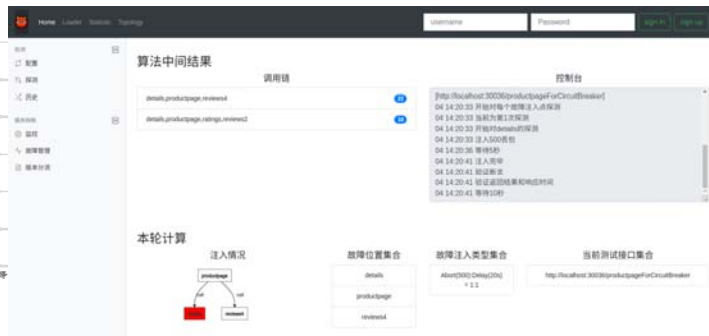 Home Loader Statistic Topology
username
Password
sign in
sign up
配置
探测
历史
监控
故障管理
版本分流
算法中间结果
调用链
details,productpage,reviews4
details,productpage,ratings,reviews2
控制台
[http://localhost:30036/productpageForCircuitBreaker]
04 14:20:33 开始对每个故障注入点探测
04 14:20:33 当前为第1次探测
04 14:20:33 开始对details的探测
04 14:20:33 注入500丢包
04 14:20:36 等待5秒
04 14:20:41 注入完毕
04 14:20:41 验证断言
04 14:20:41 验证返回结果和响应时间
04 14:20:41 等待10秒
本轮计算
注入情况
productpage
call
call
reviews4
故障位置集合
details
productpage
reviews4
故障注入类型集合
Abort(500):Delay(20s)
= 1:1
当前测试接口集合
http://localhost:30036/productpageForCircuitBreaker